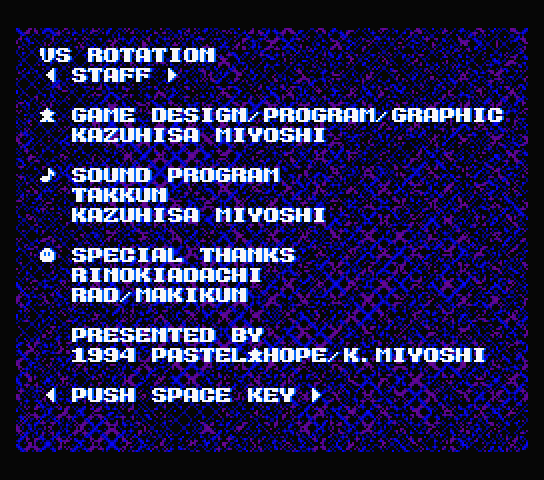 VS ROTATION
◀ STAFF ▶
★ GAME DESIGN/PROGRAM/GRAPHIC
KAZUHISA MIYOSHI
♪ SOUND PROGRAM
TAKKUN
KAZUHISA MIYOSHI
SPECIAL THANKS
RINOKIADACHI
RAD/MAKIKUN
PRESENTED BY
1994 PASTEL★HOPE/K.MIYOSHI
◀ PUSH SPACE KEY ▶